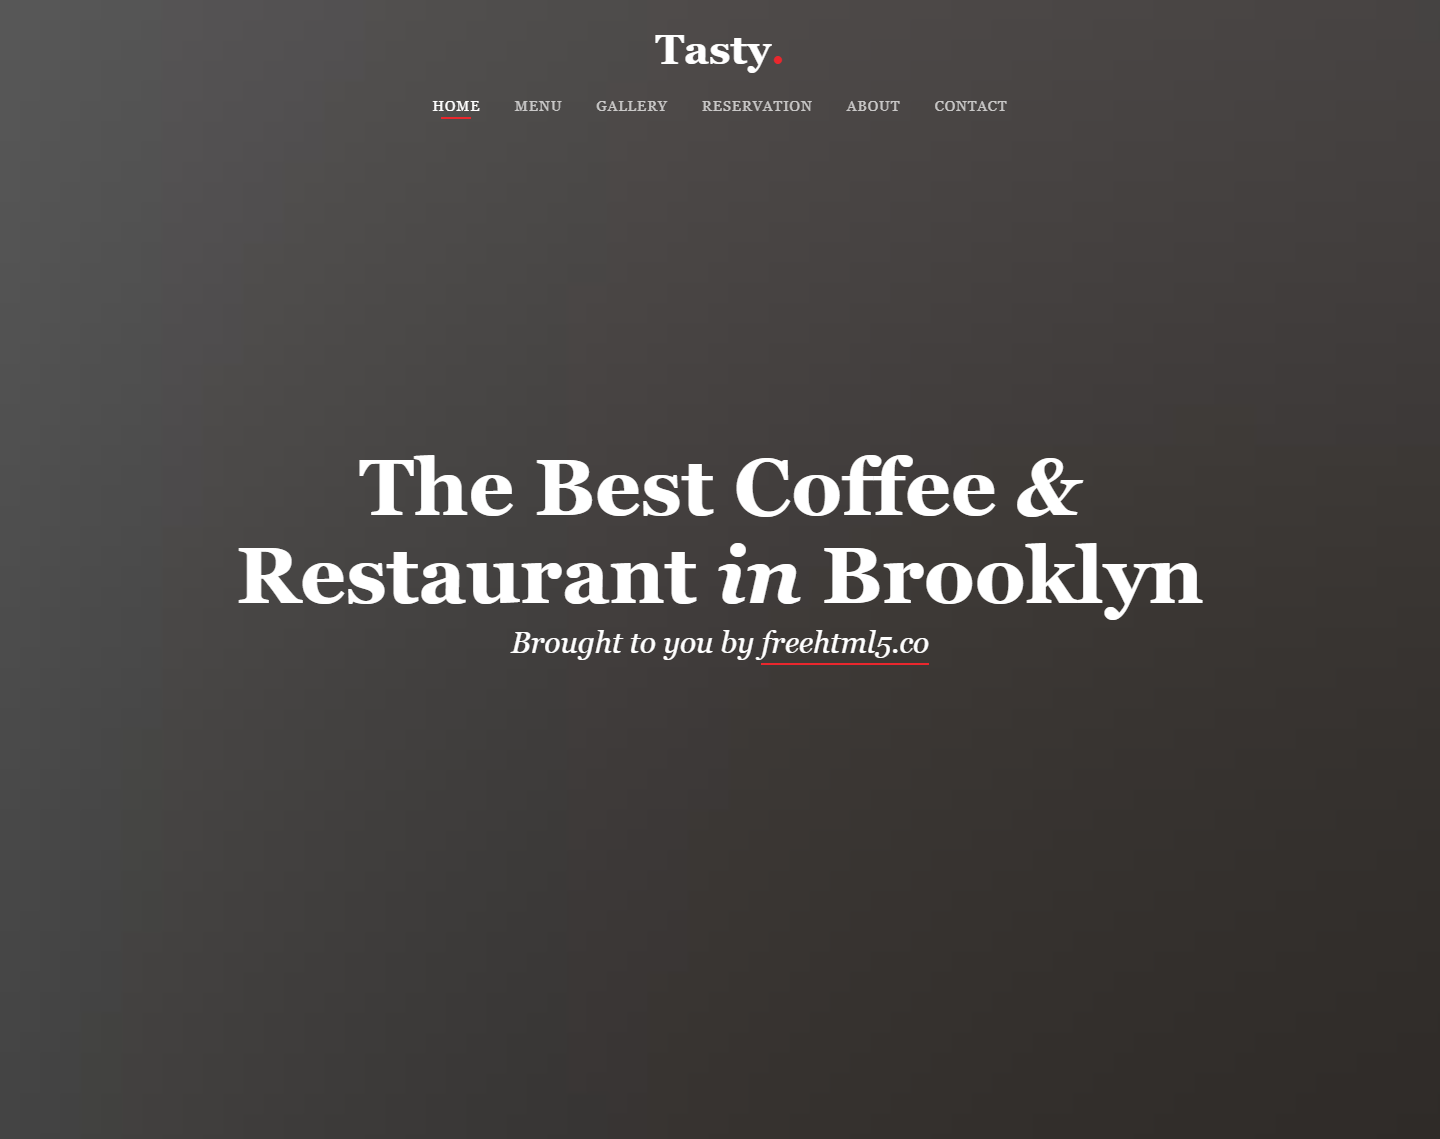 Tasty.
HOME MENU GALLERY RESERVATION ABOUT CONTACT
The Best Coffee &
Restaurant in Brooklyn
Brought to you by freehtml5.co